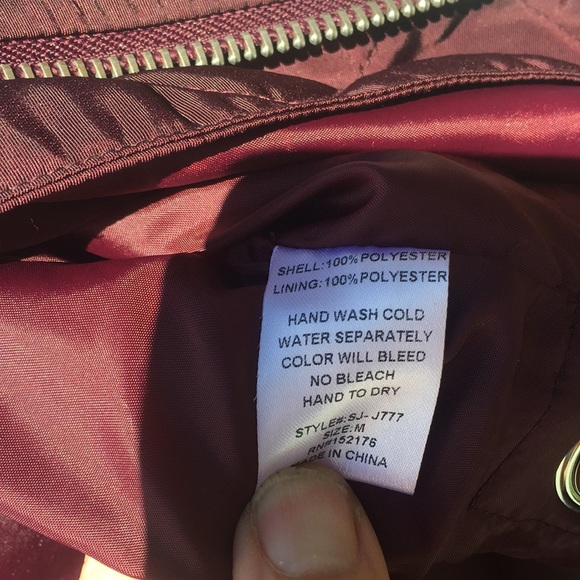 SHELL:100%POLYESTER
LINING:100%POLYESTER
HAND WASH COLD
WATER SEPARATELY
COLOR WILL BLEED
NO BLEACH
HAND TO DRY
STYLE#:SJ-J777
SIZE:M
RN#152176
MADE IN CHINA